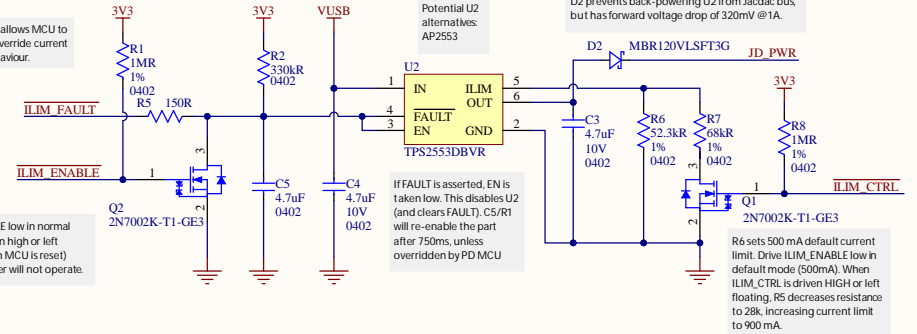 allows MCU to
verride current
aviour.
3V3
R1
1MR
1%
0402
R5 150R
ILIM_FAULT
ILIM_ENABLE
3V3
R2
330kR
0402
VUSB
Potential U2
alternatives:
AP2553
D2 prevents back-powering U2 from Jacdac bus,
but has forward voltage drop of 320mV @1A.
D2 MBR120VLSFT3G
JD_PWR
U2
1 IN ILIM 5
OUT 6
4 FAULT
3 EN GND 2
TPS2553DBVR
C3
4.7uF
10V
0402
R6
52.3kR
1%
0402
R7
68kR
1%
0402
3V3
R8
1MR
1%
0402
3
1
2
Q2
2N7002K-T1-GE3
C5
4.7uF
0402
C4
4.7uF
10V
0402
If FAULT is asserted, EN is
taken low. This disables U2
(and clears FAULT). C5/R1
will re-enable the part
after 750ms, unless
overridden by PD MCU
3
1
2
Q1
2N7002K-T1-GE3
ILIM_CTRL
E low in normal
n high or left
n MCU is reset)
er will not operate.
R6 sets 500 mA default current
limit. Drive ILIM_ENABLE low in
default mode (500mA). When
ILIM_CTRL is driven HIGH or left
floating, R5 decreases resistance
to 28k, increasing current limit
to 900 mA.